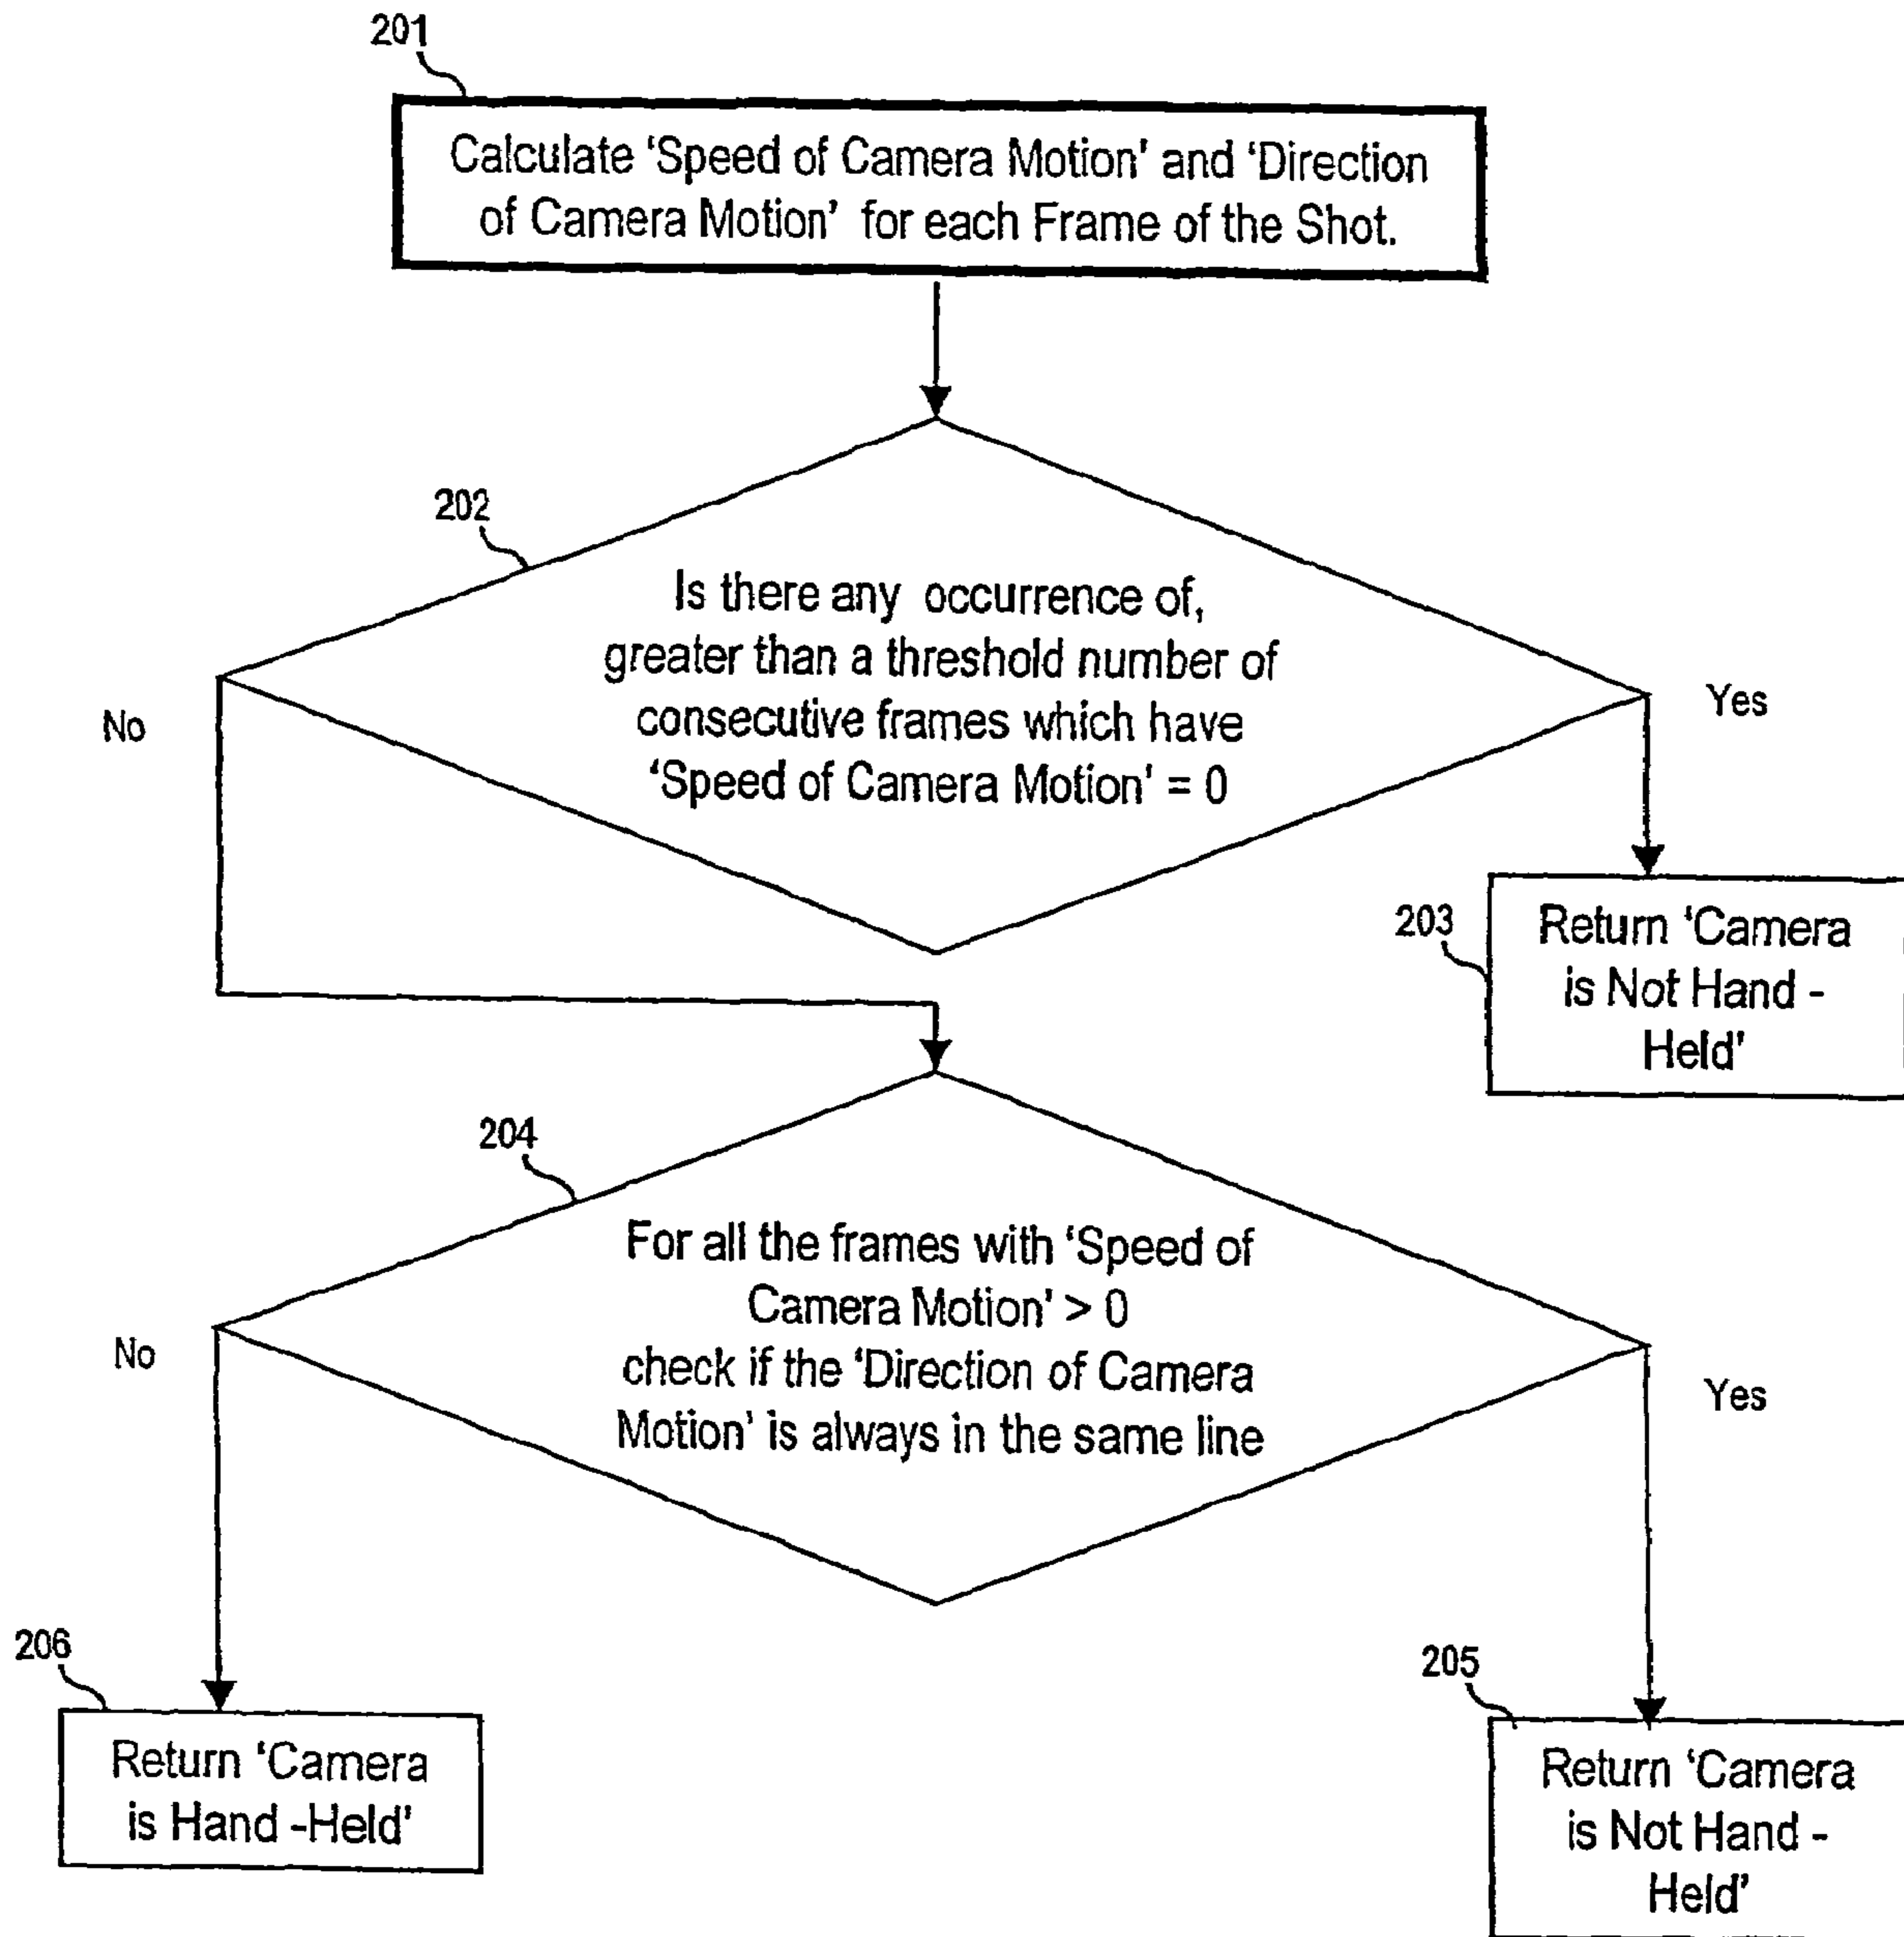 201
Calculate ‘Speed of Camera Motion’ and ‘Direction
of Camera Motion’ for each Frame of the Shot.
202
Is there any occurrence of,
greater than a threshold number of
consecutive frames which have
‘Speed of Camera Motion’ = 0
No
Yes
203
Return ‘Camera
is Not Hand -
Held’
204
For all the frames with ‘Speed of
Camera Motion’ > 0
check if the ‘Direction of Camera
Motion’ is always in the same line
No
Yes
206
Return ‘Camera
is Hand -Held’
205
Return ‘Camera
is Not Hand -
Held’